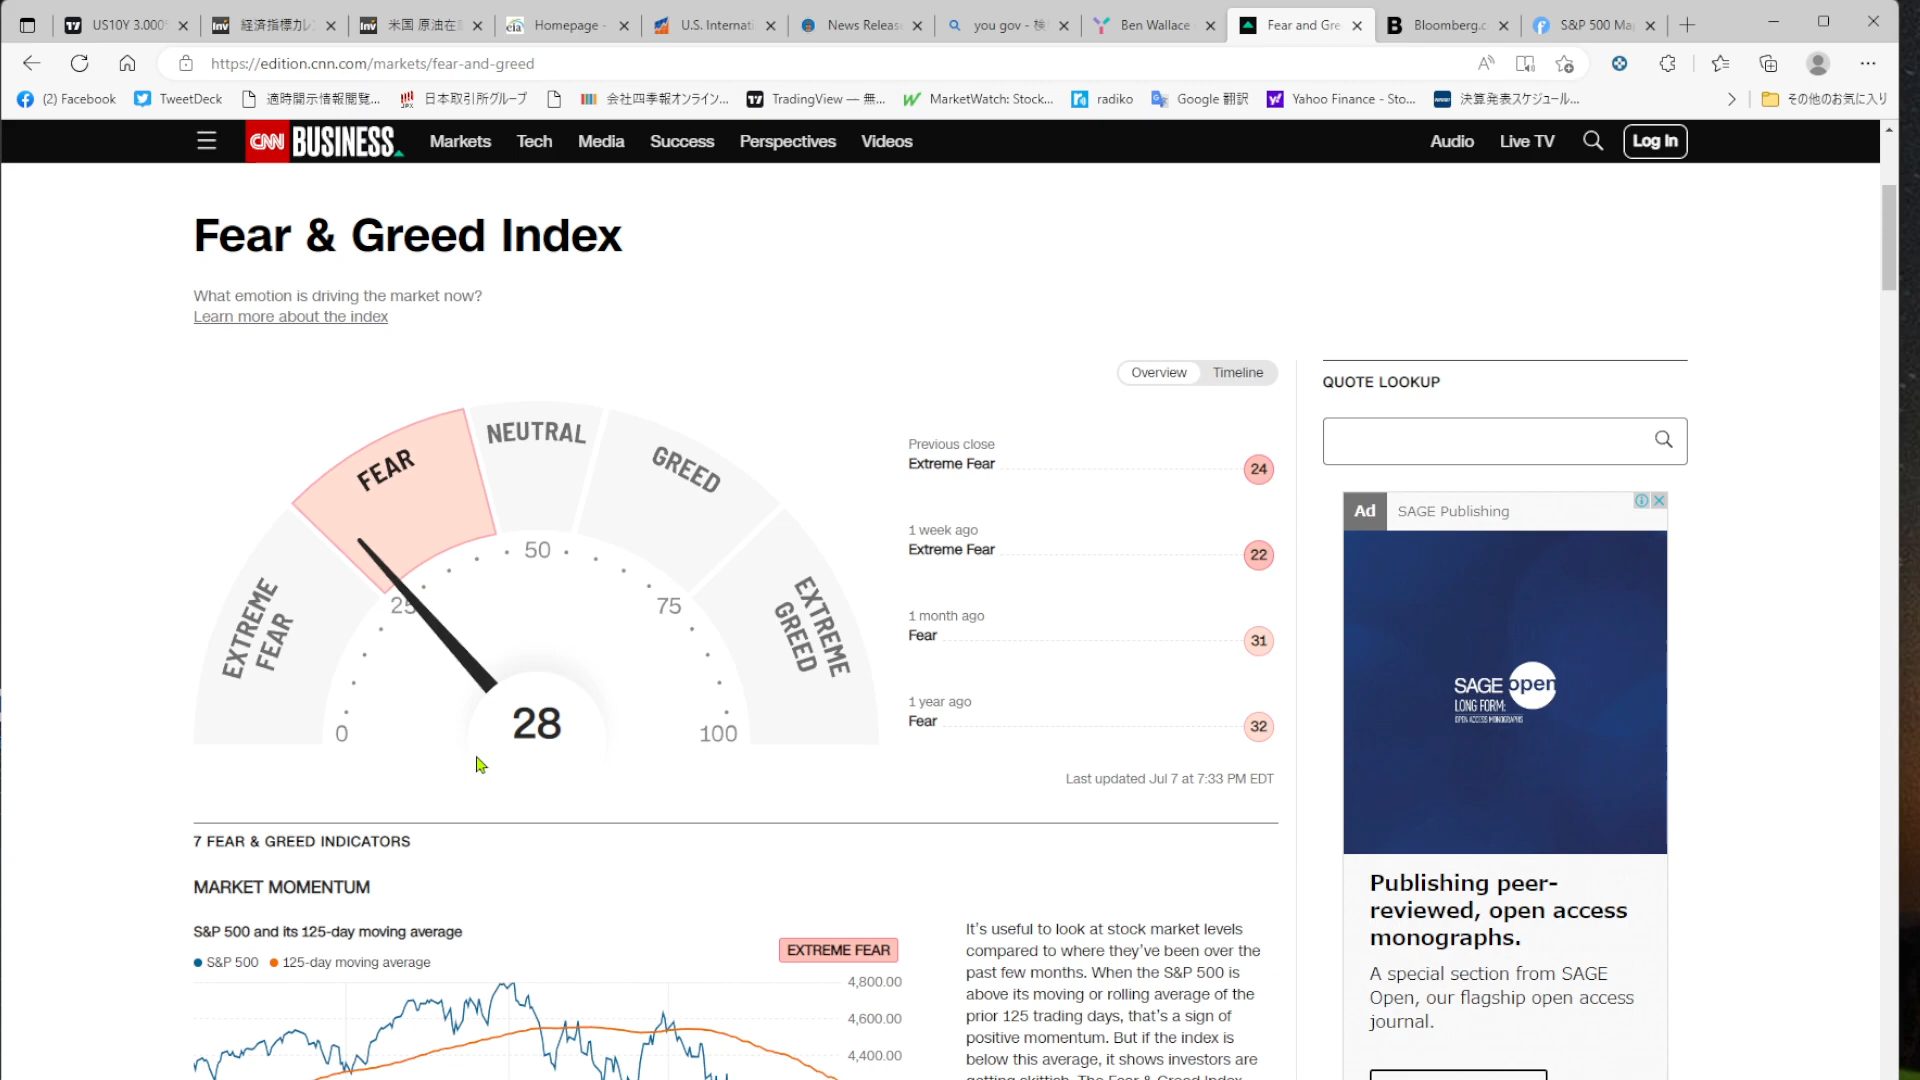 US10Y 3.000
経済指標カレ
米国 原油在
Homepage -
U.S. Internati
News Releas
you gov - 検
Ben Wallace
Fear and Gre
Bloomberg.c
S&P 500 Ma
https://edition.cnn.com/markets/fear-and-greed
(2) Facebook
TweetDeck
適時開示情報閲覧...
日本取引所グループ
会社四季報オンライン...
TradingView — 無...
MarketWatch: Stock...
radiko
Google 翻訳
Yahoo Finance - Sto...
決算発表スケジュール...
その他のお気に入り
CNN BUSINESS
Markets
Tech
Media
Success
Perspectives
Videos
Audio
Live TV
Log In
Fear & Greed Index
What emotion is driving the market now?
Learn more about the index
Overview
Timeline
EXTREME FEAR
FEAR
NEUTRAL
GREED
EXTREME GREED
0
25
50
75
100
28
Previous close
Extreme Fear
24
1 week ago
Extreme Fear
22
1 month ago
Fear
31
1 year ago
Fear
32
Last updated Jul 7 at 7:33 PM EDT
QUOTE LOOKUP
Ad
SAGE Publishing
SAGE open
LONG FORM:
OPEN ACCESS MONOGRAPHS
Publishing peer-
reviewed, open access
monographs.
A special section from SAGE
Open, our flagship open access
journal.
7 FEAR & GREED INDICATORS
MARKET MOMENTUM
S&P 500 and its 125-day moving average
S&P 500
125-day moving average
EXTREME FEAR
4,800.00
4,600.00
4,400.00
It's useful to look at stock market levels
compared to where they've been over the
past few months. When the S&P 500 is
above its moving or rolling average of the
prior 125 trading days, that's a sign of
positive momentum. But if the index is
below this average, it shows investors are
getting skittish. The Fear & Greed Index